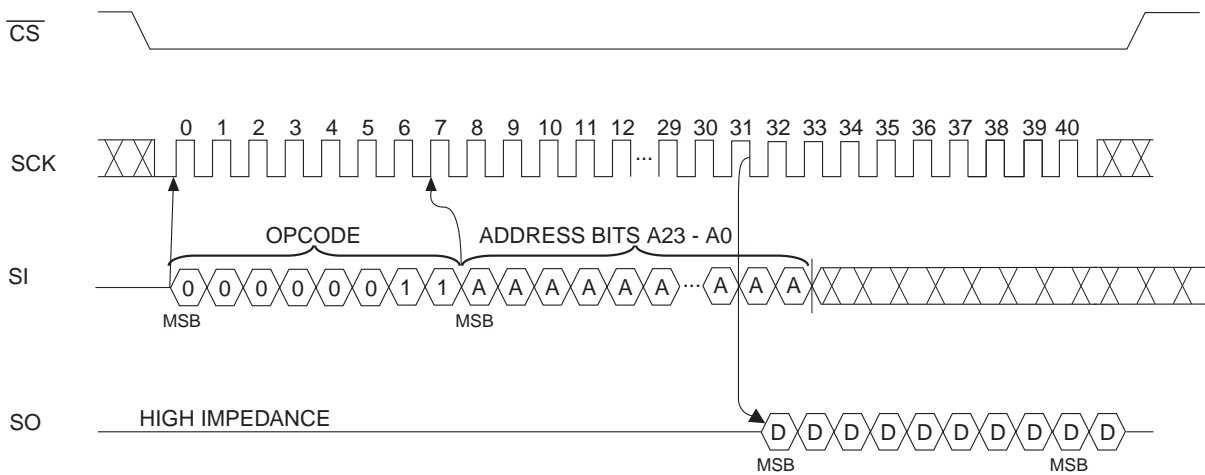 CS
0 1 2 3 4 5 6 7 8 9 10 11 12 29 30 31 32 33 34 35 36 37 38 39 40
SCK ...
OPCODE ADDRESS BITS A23 - A0
SI 0 0 0 0 0 0 1 1 A A A A A A ... A A A
MSB MSB
HIGH IMPEDANCE
SO D D D D D D D D D D
MSB MSB